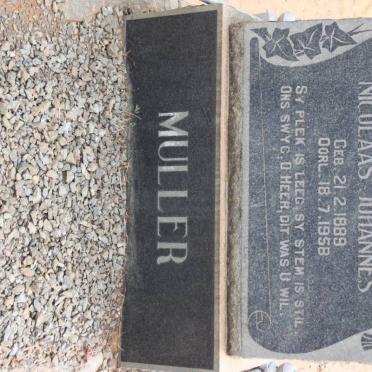 NICOLAAS JOHANNES
GEB. 21. 2. 1889
OORL. 18. 7. 1958
SY PLEK IS LEEG, SY STEM IS STIL
ONS SWYG, O HEER, DIT WAS U WIL
MULLER